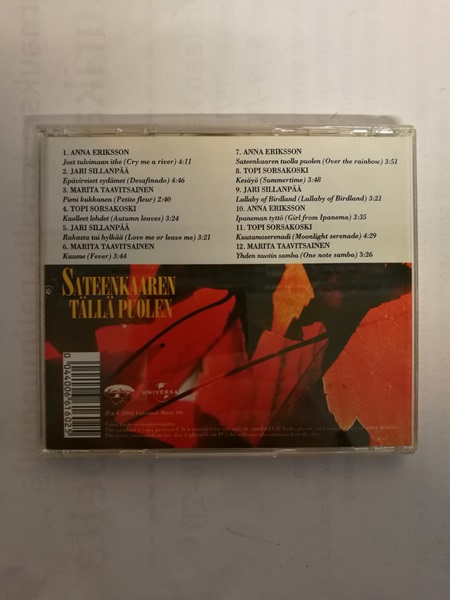 1. ANNA ERIKSSON
Joet tulvimaan itke (Cry me a river) 4:11
2. JARI SILLANPÄÄ
Epävireiset sydämet (Desafinado) 4:46
3. MARITA TAAVITSAINEN
Pieni kukkanen (Petite fleur) 2:40
4. TOPI SORSAKOSKI
Kuolleet lehdet (Autumn leaves) 3:24
5. JARI SILLANPÄÄ
Rakasta tai hylkää (Love me or leave me) 3:21
6. MARITA TAAVITSAINEN
Kuume (Fever) 3:44
7. ANNA ERIKSSON
Sateenkaaren tuolla puolen (Over the rainbow) 3:51
8. TOPI SORSAKOSKI
Kesäyö (Summertime) 3:48
9. JARI SILLANPÄÄ
Lullaby of Birdland (Lullaby of Birdland) 3:21
10. ANNA ERIKSSON
Ipaneman tyttö (Girl from Ipanema) 3:35
11. TOPI SORSAKOSKI
Kuutamoserenadi (Moonlight serenade) 4:29
12. MARITA TAAVITSAINEN
Yhden nuotin samba (One note samba) 3:26
SATEENKAAREN
TÄLLÄ PUOLEN
UNIVERSAL
Universal Music Oy